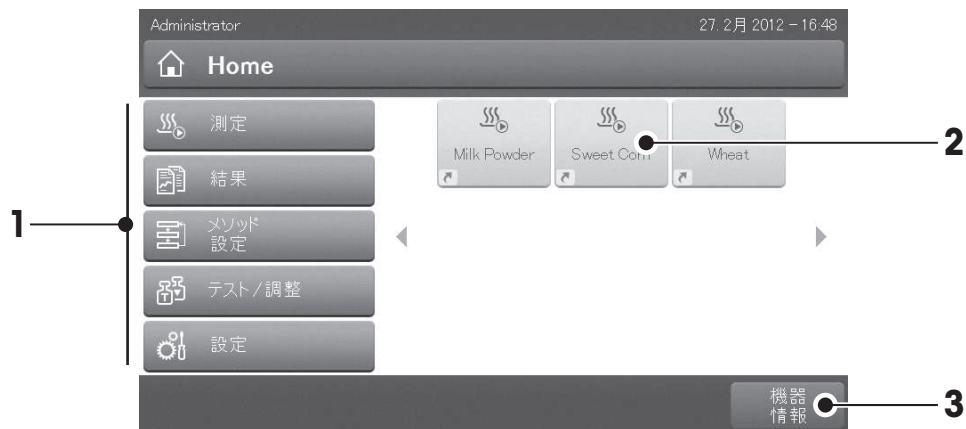 Administrator
27. 2月 2012 - 16:48
Home
測定
Milk Powder
Sweet Corn
Wheat
2
結果
1
メソッド
設定
テスト/調整
設定
機器
情報
3